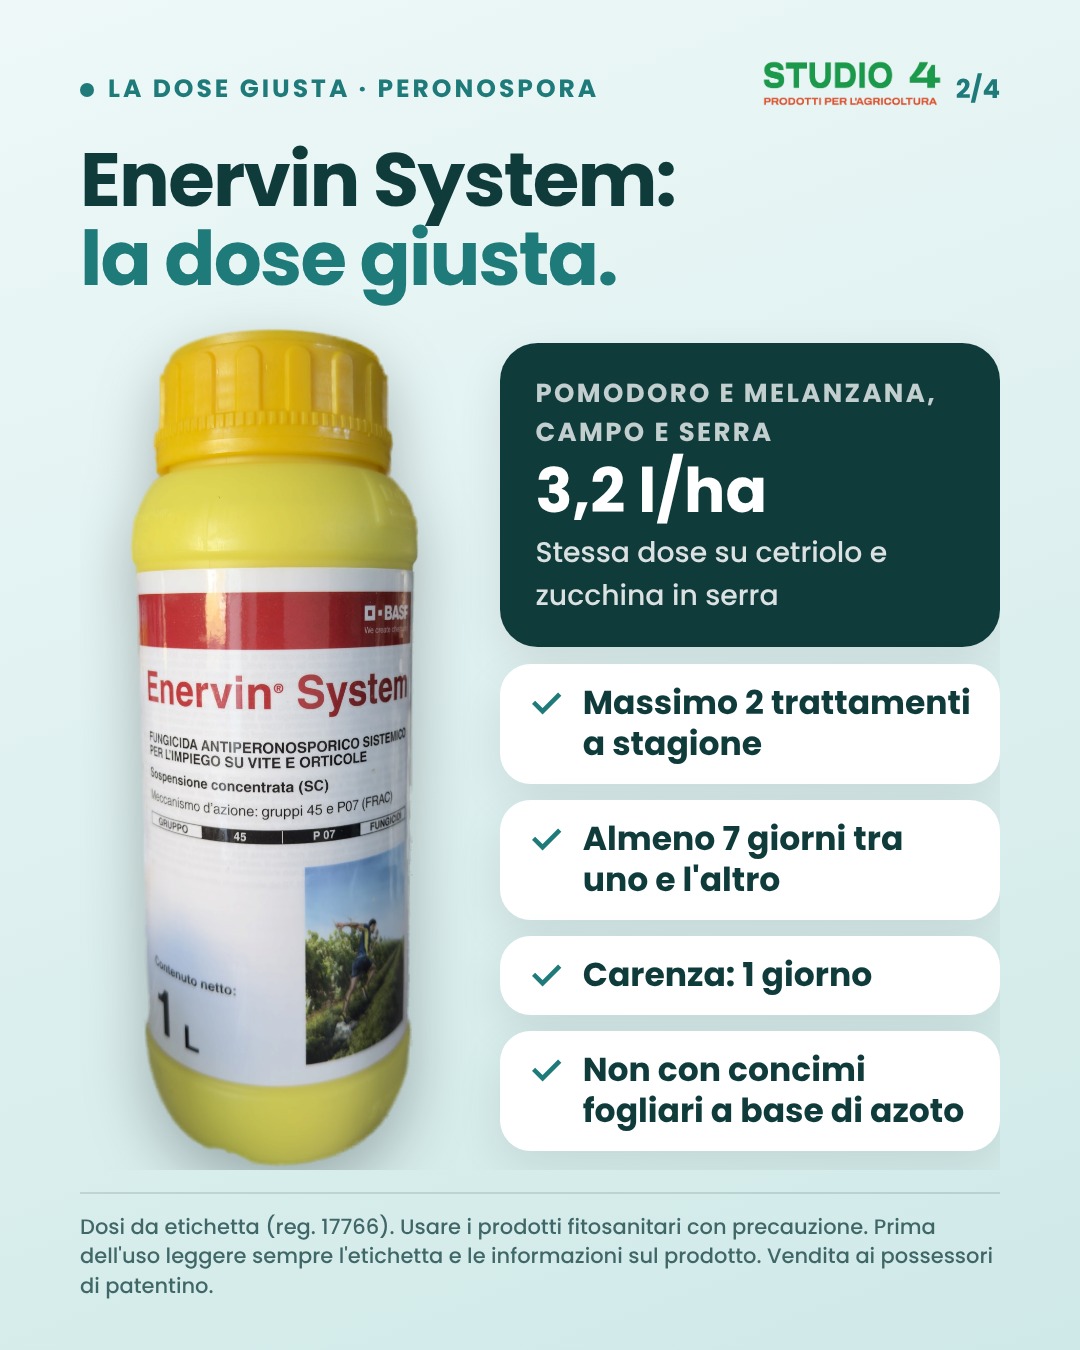 LA DOSE GIUSTA · PERONOSPORA
STUDIO 4
PRODOTTI PER L'AGRICOLTURA
2/4
Enervin System:
la dose giusta.
BASF
We create
Enervin® System
FUNGICIDA ANTIPERONOSPORICO SISTEMICO
PER L'IMPIEGO SU VITE E ORTICOLE
Sospensione concentrata (SC)
Meccanismo d'azione: gruppi 45 e P07 (FRAC)
GRUPPO 45 P 07
Contenuto netto:
1 L
POMODORO E MELANZANA,
CAMPO E SERRA
3,2 l/ha
Stessa dose su cetriolo e
zucchina in serra
Massimo 2 trattamenti
a stagione
Almeno 7 giorni tra
uno e l'altro
Carenza: 1 giorno
Non con concimi
fogliari a base di azoto
Dosi da etichetta (reg. 17766). Usare i prodotti fitosanitari con precauzione. Prima
dell'uso leggere sempre l'etichetta e le informazioni sul prodotto. Vendita ai possessori
di patentino.